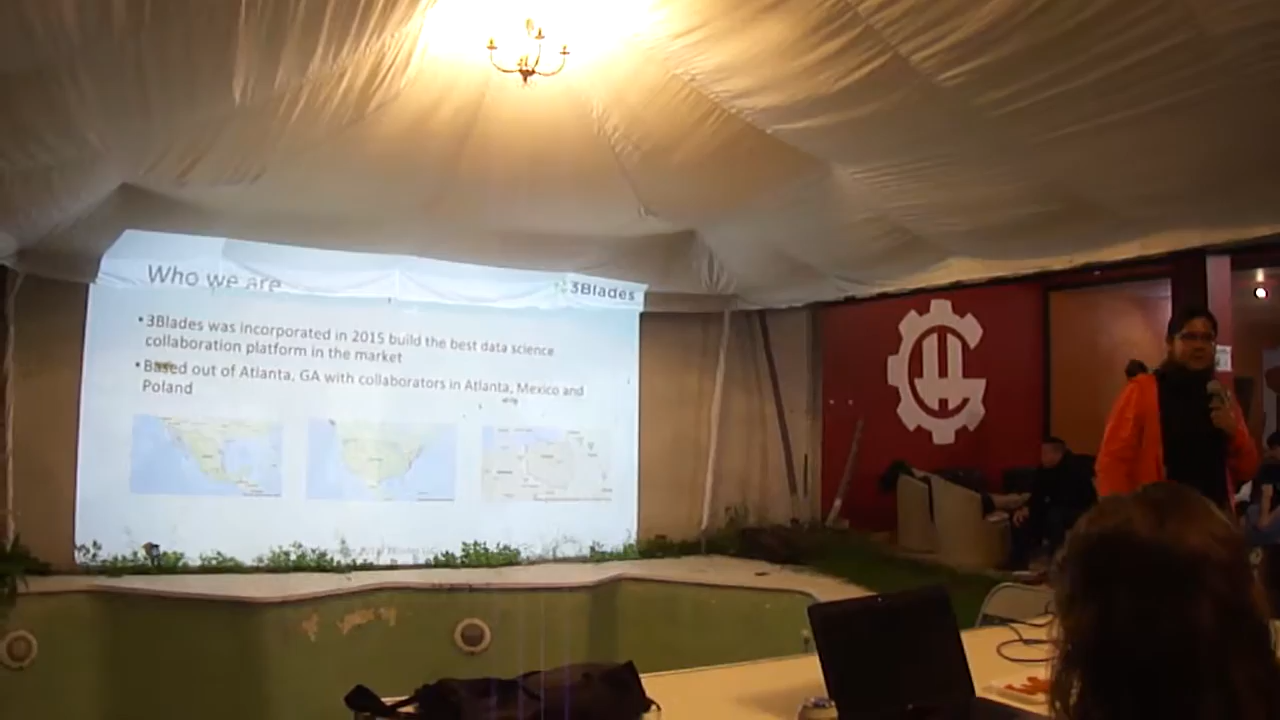 Who we are
3Blades
•3Blades was incorporated in 2015 build the best data science
collaboration platform in the market
•Based out of Atlanta, GA with collaborators in Atlanta, Mexico and
Poland